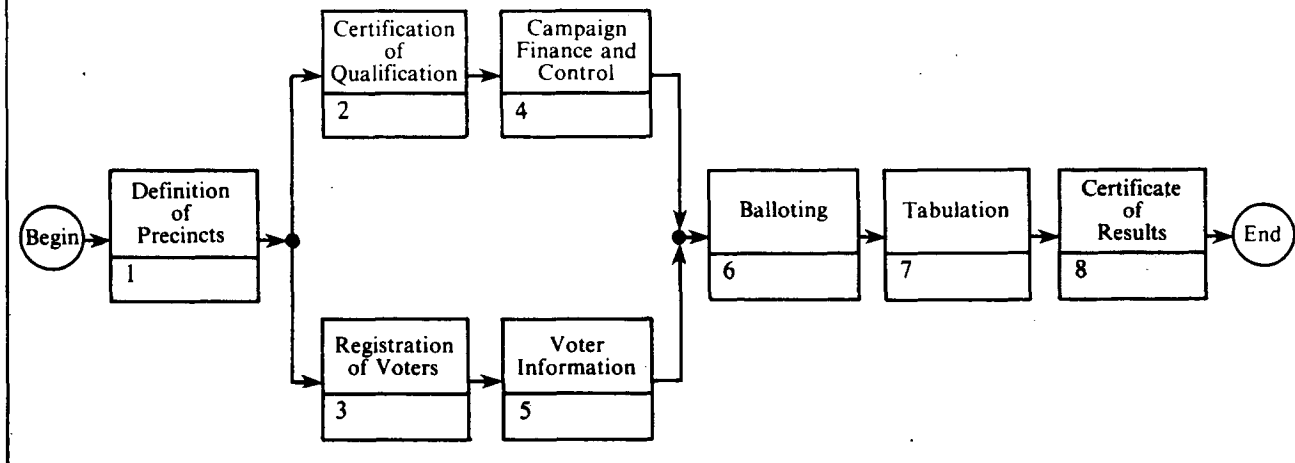 Begin
Definition
of
Precincts
1
Certification
of
Qualification
2
Campaign
Finance and
Control
4
Registration
of Voters
3
Voter
Information
5
Balloting
6
Tabulation
7
Certificate
of
Results
8
End